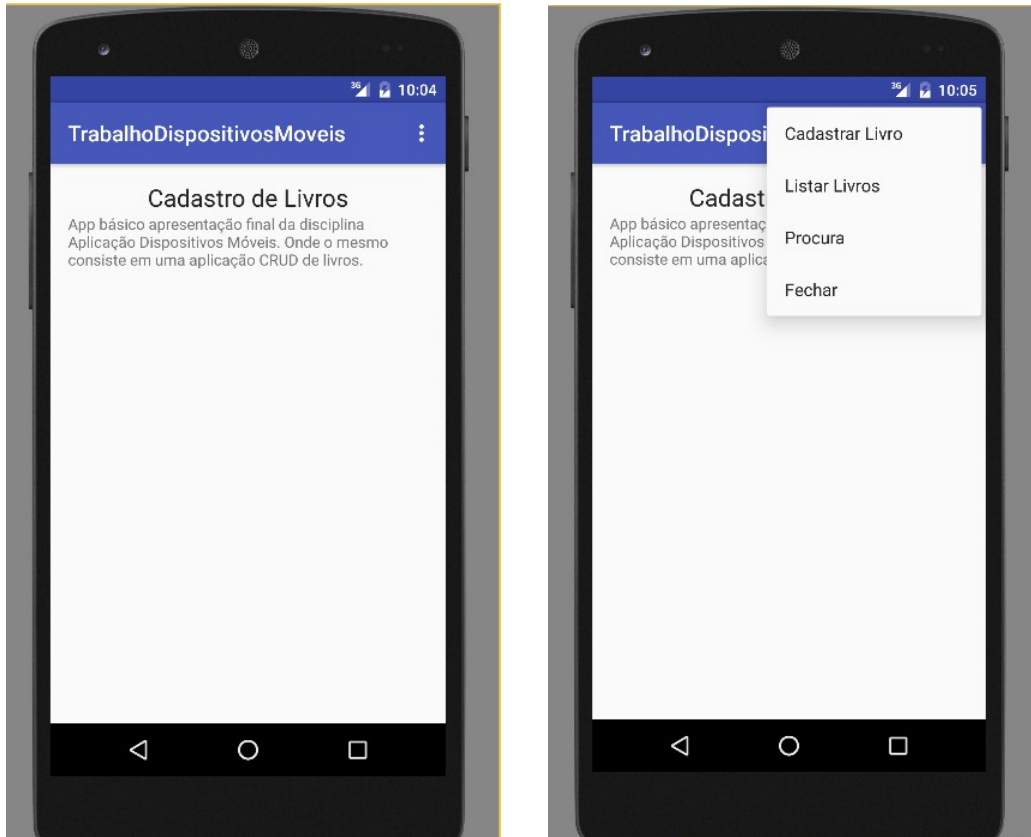 3G 10:04
TrabalhoDispositivosMoveis
Cadastro de Livros
App básico apresentação final da disciplina
Aplicação Dispositivos Móveis. Onde o mesmo
consiste em uma aplicação CRUD de livros.
3G 10:05
TrabalhoDisposi
Cadastrar Livro
Listar Livros
Procura
Fechar
Cadast
App básico apresentaç
Aplicação Dispositivos
consiste em uma aplica